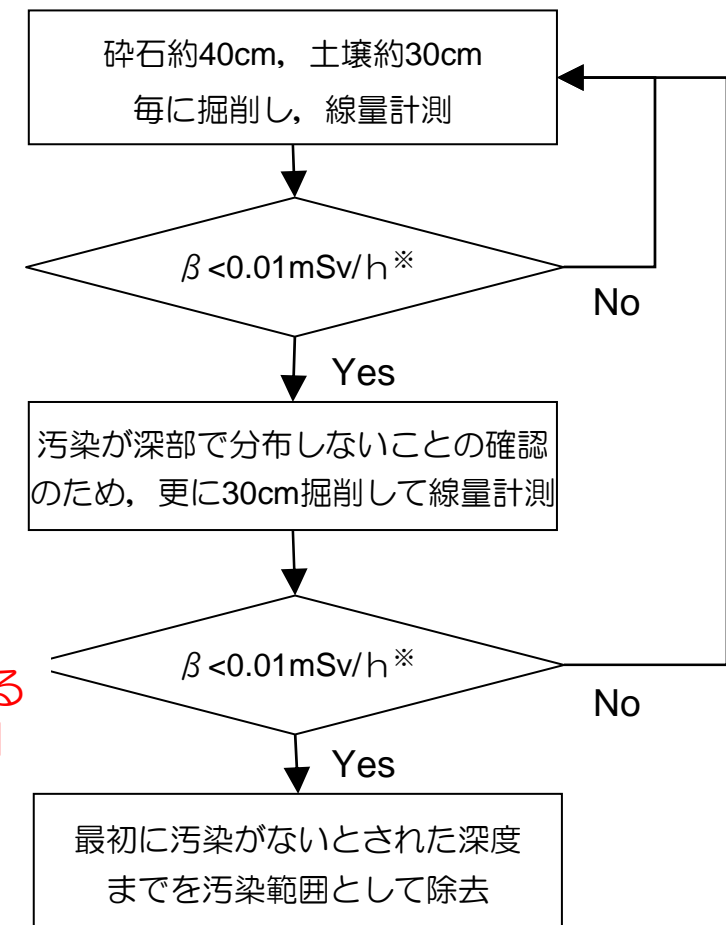 砕石約40cm，土壌約30cm
毎に掘削し，線量計測
β<0.01mSv/h※
No
Yes
汚染が深部で分布しないことの確認
のため，更に30cm掘削して線量計測
β<0.01mSv/h※
る
No
Yes
最初に汚染がないとされた深度
までを汚染範囲として除去